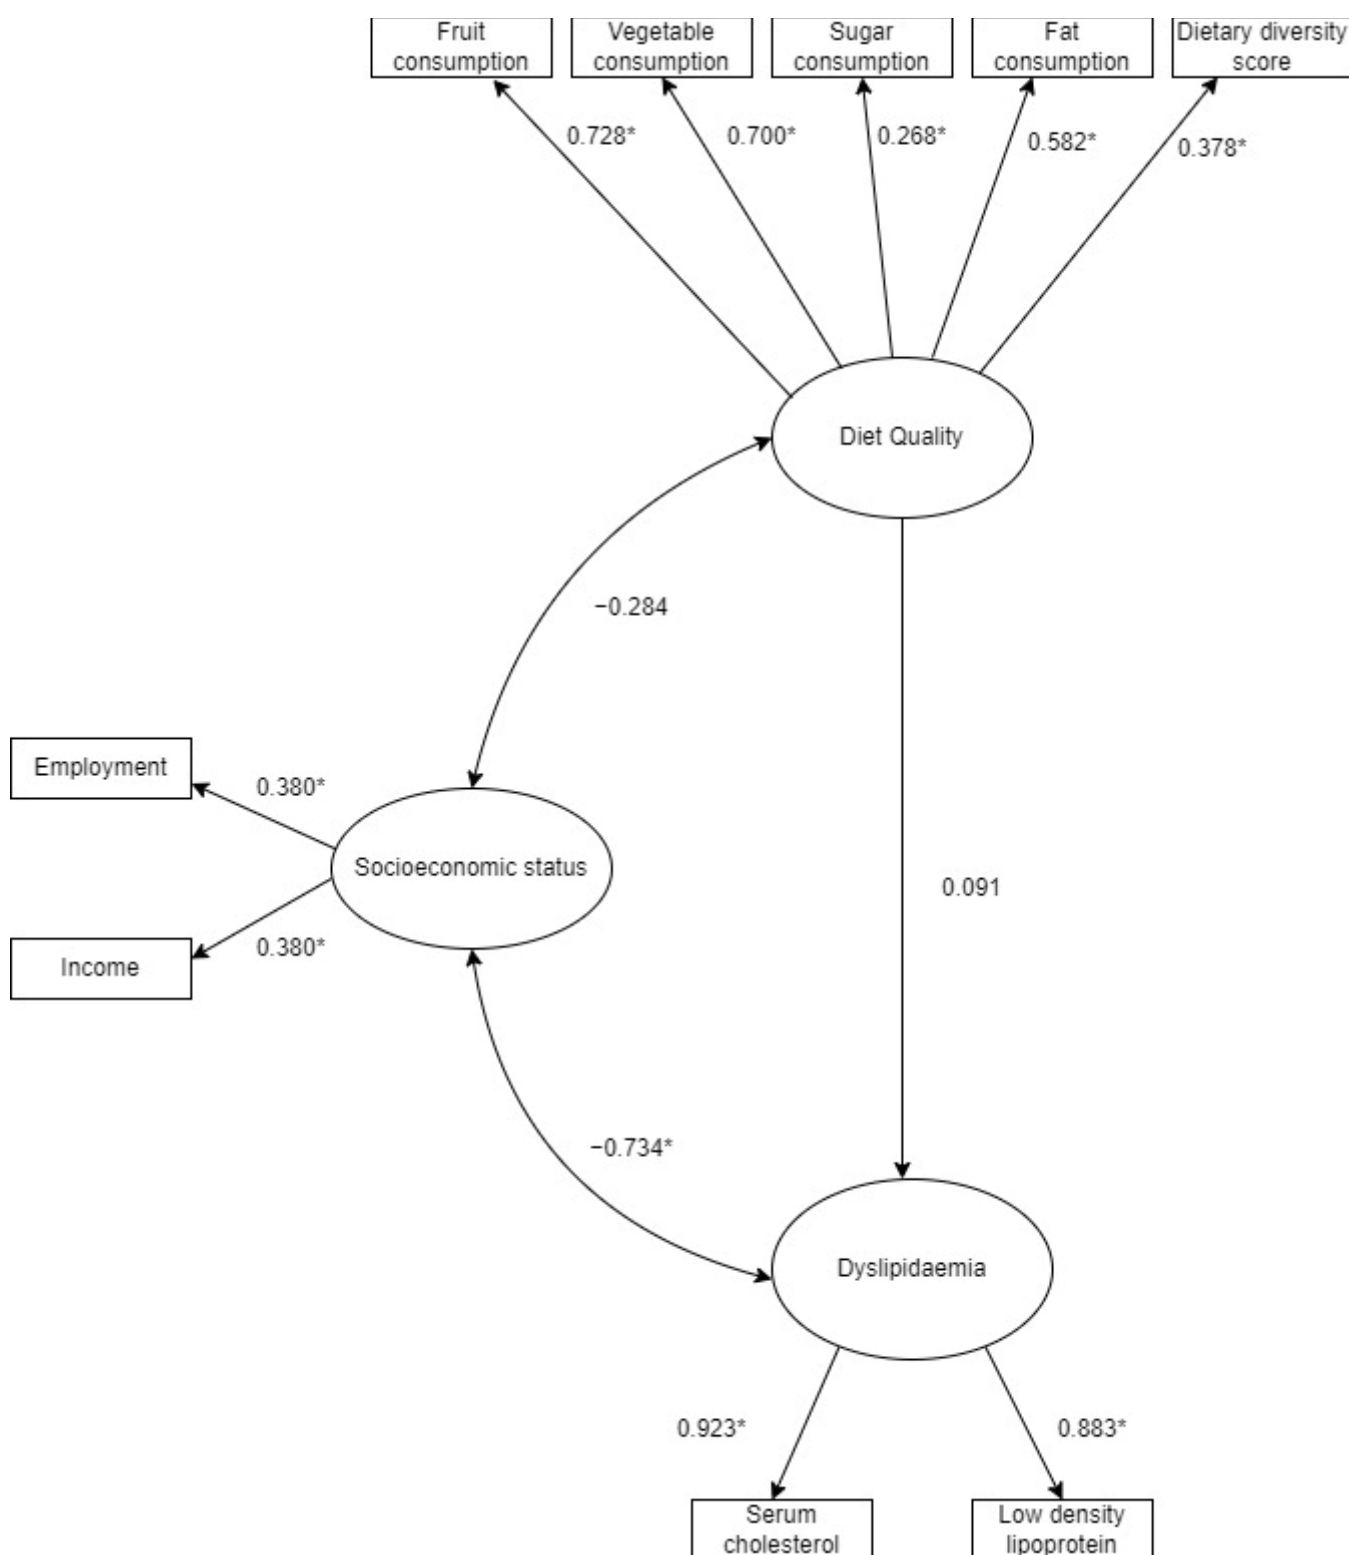 Fruit
consumption
Vegetable
consumption
Sugar
consumption
Fat
consumption
Dietary diversity
score
0.728*
0.700*
0.268*
0.582*
0.378*
Diet Quality
−0.284
Employment
0.380*
Socioeconomic status
0.091
Income
0.380*
−0.734*
Dyslipidaemia
0.923*
0.883*
Serum
cholesterol
Low density
lipoprotein